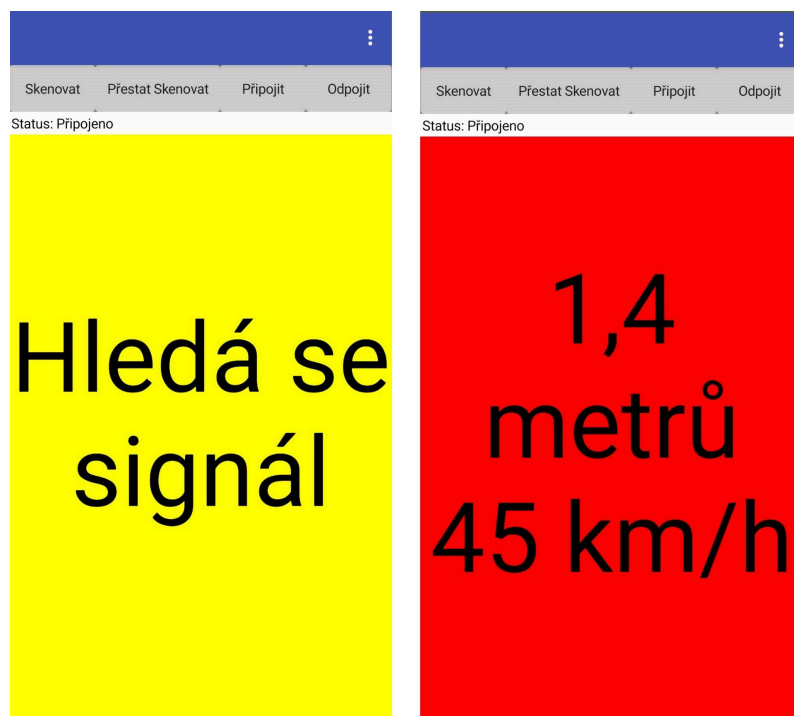 Skenovat Přestat Skenovat Připojit Odpojit
Status: Připojeno
Hledá se
signál
Skenovat Přestat Skenovat Připojit Odpojit
Status: Připojeno
1,4
metrů
45 km/h